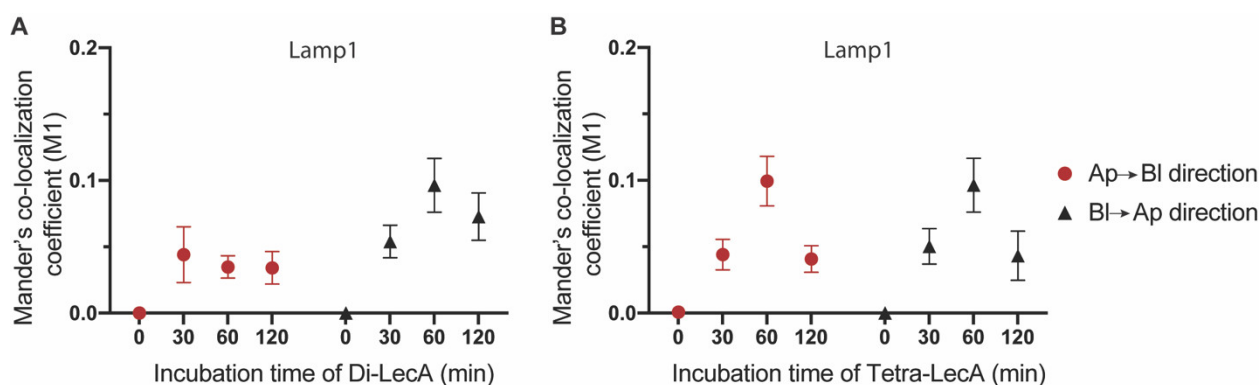 A
Lamp1
Mander's co-localization
coefficient (M1)
0.2
0.1
0.0
0 30 60 120 0 30 60 120
Incubation time of Di-LecA (min)
B
Lamp1
Mander's co-localization
coefficient (M1)
0.2
0.1
0.0
0 30 60 120 0 30 60 120
Incubation time of Tetra-LecA (min)
Ap→Bl direction
Bl→Ap direction